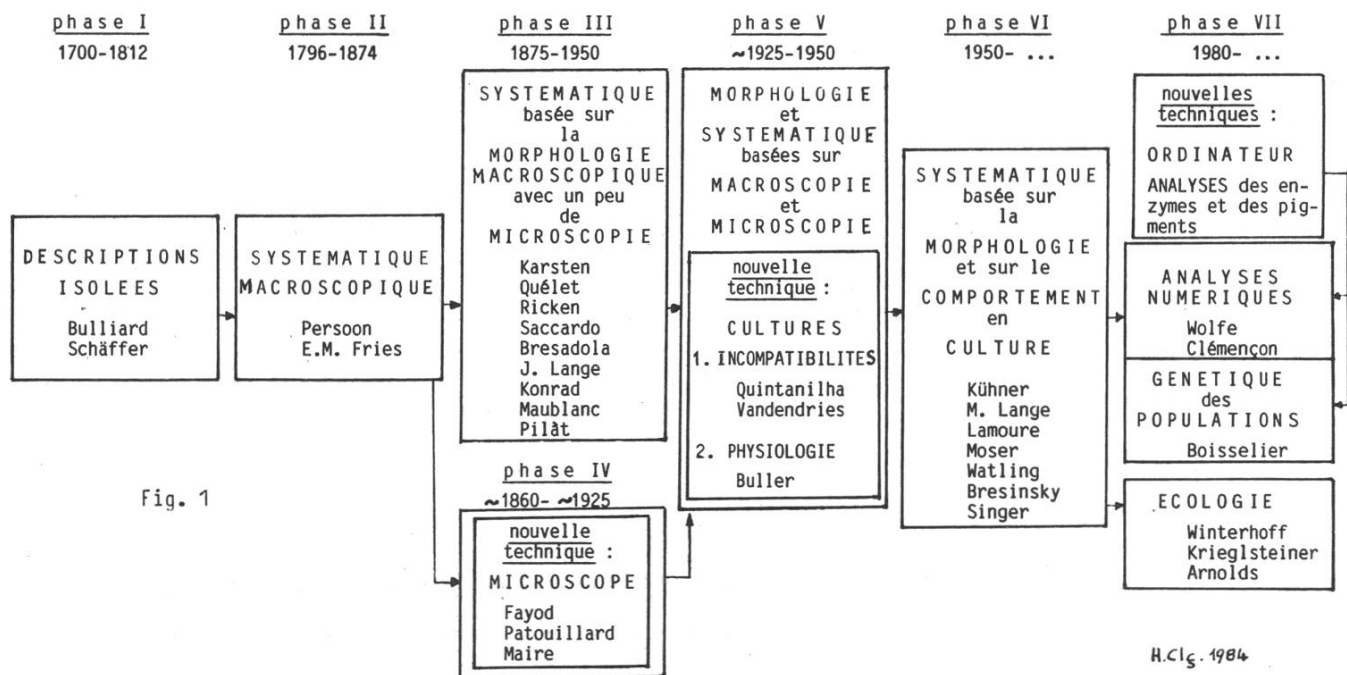 phase I
1700-1812
DESCRIPTIONS
ISOLEES
Bulliard
Schäffer
phase II
1796-1874
SYSTEMATIQUE
MACROSCOPIQUE
Persoon
E.M. Fries
phase III
1875-1950
SYSTEMATIQUE
basée sur
la
MORPHOLOGIE
MACROSCOPIQUE
avec un peu
de
MICROSCOPIE
Karsten
Quélet
Ricken
Saccardo
Bresadola
J. Lange
Konrad
Maublanc
Pilàt
phase IV
~1860- ~1925
nouvelle
technique :
MICROSCOPE
Fayod
Patouillard
Maire
phase V
~1925-1950
MORPHOLOGIE
et
SYSTEMATIQUE
basées sur
MACROSCOPIE
et
MICROSCOPIE
nouvelle
technique :
CULTURES
1. INCOMPATIBILITES
Quintanilha
Vandendries
2. PHYSIOLOGIE
Buller
phase VI
1950- ...
SYSTEMATIQUE
basée sur
la
MORPHOLOGIE
et sur le
COMPORTEMENT
en
CULTURE
Kühner
M. Lange
Lamoure
Moser
Watling
Bresinsky
Singer
phase VII
1980- ...
nouvelles
techniques :
ORDINATEUR
ANALYSES des en-
zymes et des pig-
ments
ANALYSES
NUMERIQUES
Wolfe
Clémençon
GENETIQUE
des
POPULATIONS
Boisselier
ECOLOGIE
Winterhoff
Krieglsteiner
Arnolds
Fig. 1
H.Clç. 1984